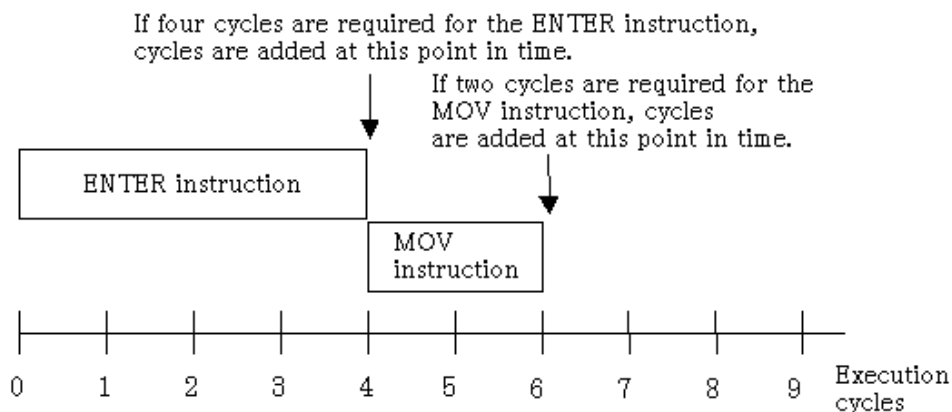 If four cycles are required for the ENTER instruction,
cycles are added at this point in time.
If two cycles are required for the
MOV instruction, cycles
are added at this point in time.
ENTER instruction
MOV
instruction
0 1 2 3 4 5 6 7 8 9
Execution
cycles